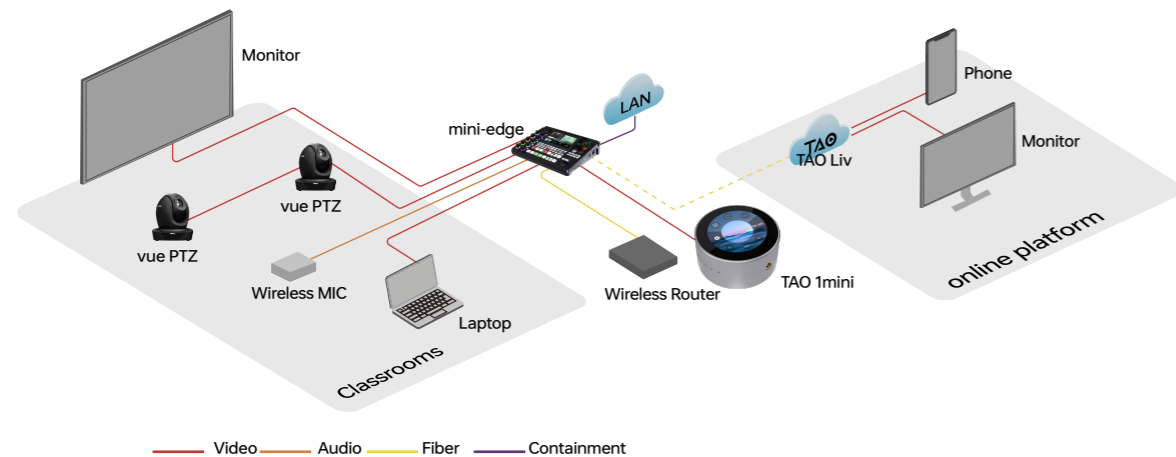 Monitor
LAN
mini-edge
Phone
TAO
TAO Liv
Monitor
vue PTZ
vue PTZ
online platform
Wireless MIC
Wireless Router
TAO 1mini
Laptop
Classrooms
Video
Audio
Fiber
Containment